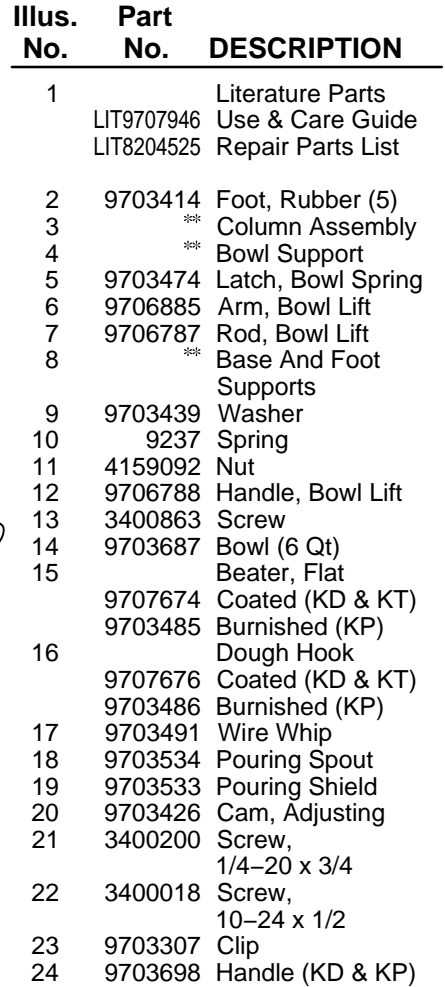 Illus. Part
No. No. DESCRIPTION
1 Literature Parts
LIT9707946 Use & Care Guide
LIT8204525 Repair Parts List
2 9703414 Foot, Rubber (5)
3 ** Column Assembly
4 ** Bowl Support
5 9703474 Latch, Bowl Spring
6 9706885 Arm, Bowl Lift
7 9706787 Rod, Bowl Lift
8 ** Base And Foot
Supports
9 9703439 Washer
10 9237 Spring
11 4159092 Nut
12 9706788 Handle, Bowl Lift
13 3400863 Screw
14 9703687 Bowl (6 Qt)
15 Beater, Flat
9707674 Coated (KD & KT)
9703485 Burnished (KP)
16 Dough Hook
9707676 Coated (KD & KT)
9703486 Burnished (KP)
17 9703491 Wire Whip
18 9703534 Pouring Spout
19 9703533 Pouring Shield
20 9703426 Cam, Adjusting
21 3400200 Screw,
1/4−20 x 3/4
22 3400018 Screw,
10−24 x 1/2
23 9703307 Clip
24 9703698 Handle (KD & KP)